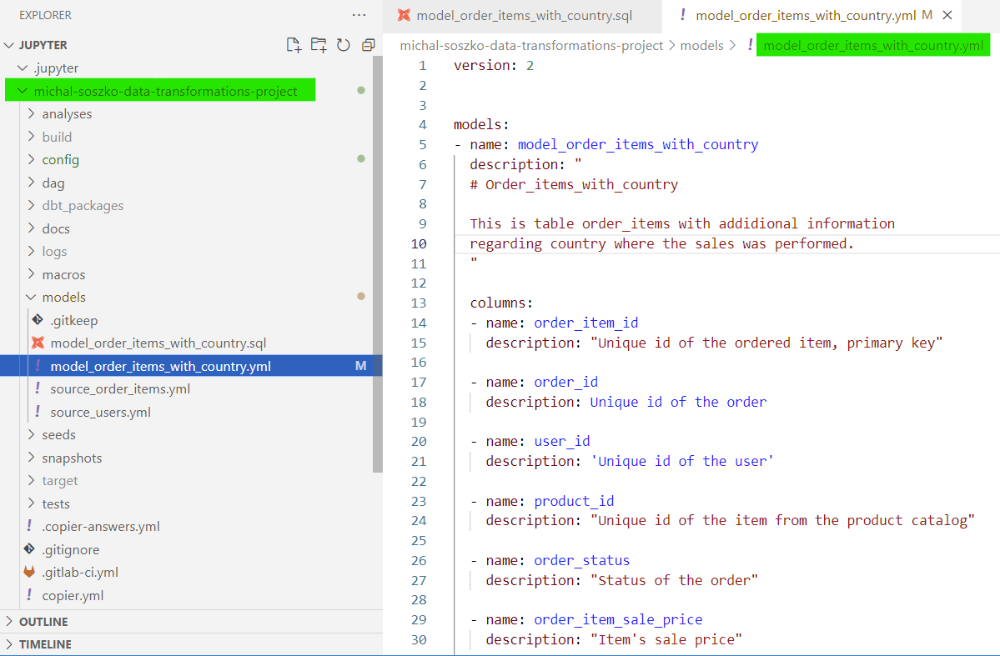 EXPLORER
JUPYTER
.jupyter
michal-soszko-data-transformations-project
analyses
build
config
dag
dbt_packages
docs
logs
macros
models
.gitkeep
model_order_items_with_country.sql
model_order_items_with_country.yml M
source_order_items.yml
source_users.yml
seeds
snapshots
target
tests
.copier-answers.yml
.gitignore
.gitlab-ci.yml
copier.yml
OUTLINE
TIMELINE
model_order_items_with_country.sql
! model_order_items_with_country.yml M
michal-soszko-data-transformations-project > models > ! model_order_items_with_country.yml
1 version: 2
2
3
4 models:
5 - name: model_order_items_with_country
6 description: "
7 # Order_items_with_country
8
9 This is table order_items with addidional information
10 regarding country where the sales was performed.
11 "
12
13 columns:
14 - name: order_item_id
15 description: "Unique id of the ordered item, primary key"
16
17 - name: order_id
18 description: Unique id of the order
19
20 - name: user_id
21 description: 'Unique id of the user'
22
23 - name: product_id
24 description: "Unique id of the item from the product catalog"
25
26 - name: order_status
27 description: "Status of the order"
28
29 - name: order_item_sale_price
30 description: "Item's sale price"